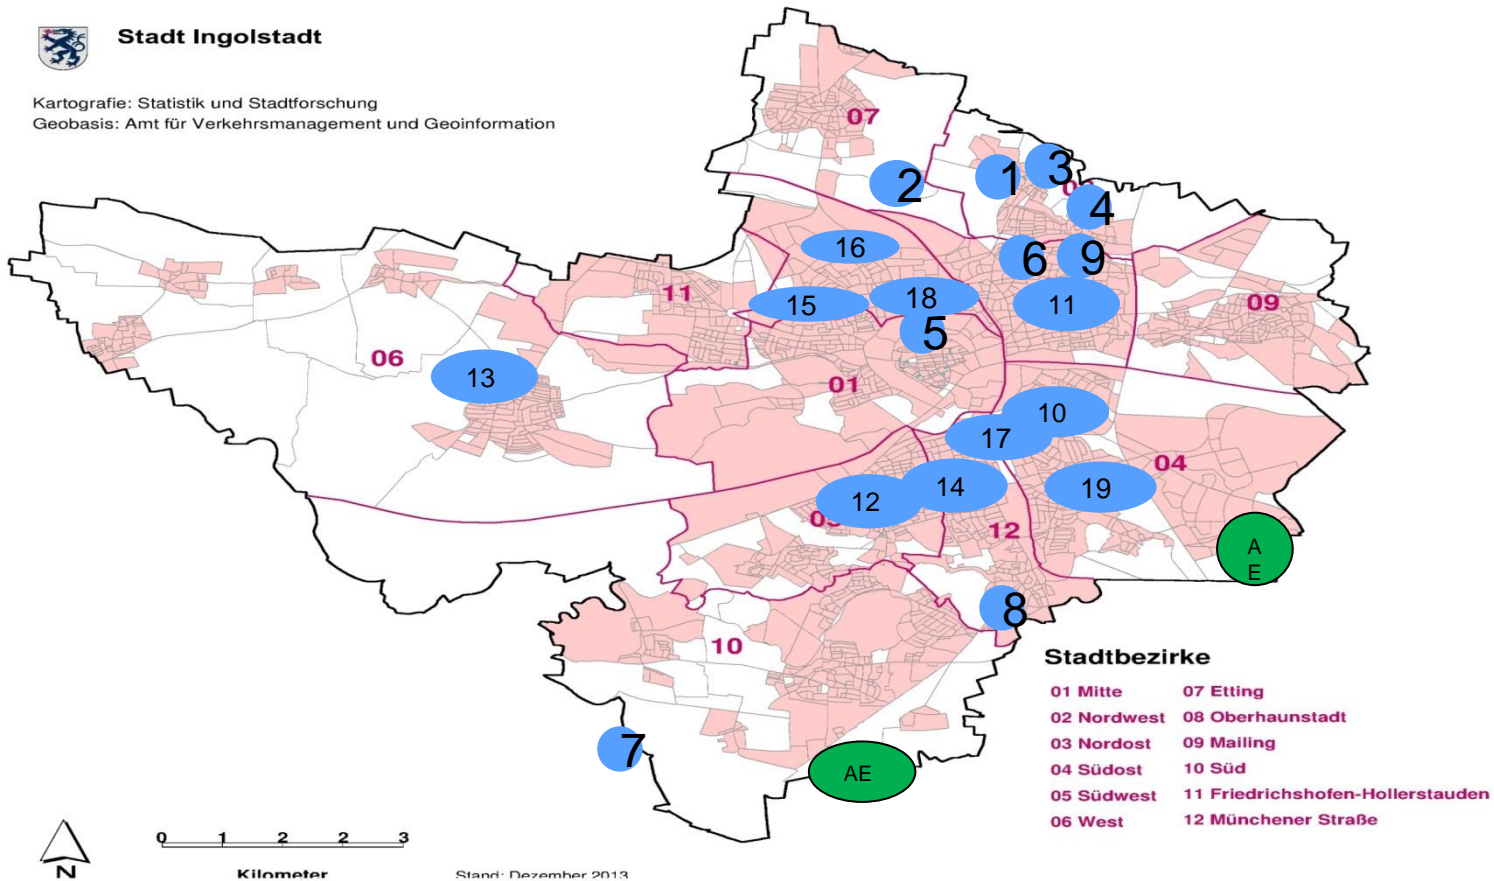 Stadt Ingolstadt
Kartografie: Statistik und Stadtforschung
Geobasis: Amt für Verkehrsmanagement und Geoinformation
07
3
1
2
4
16
6
9
11
18
15
11
09
5
06
13
01
10
17
04
14
19
12
12
A
E
8
10
7
AE
Stadtbezirke
01 Mitte 07 Etting
02 Nordwest 08 Oberhaunstadt
03 Nordost 09 Mailing
04 Südost 10 Süd
05 Südwest 11 Friedrichshofen-Hollerstauden
06 West 12 Münchener Straße
0 1 2 2 3
Kilometer
N
Stand: Dezember 2013